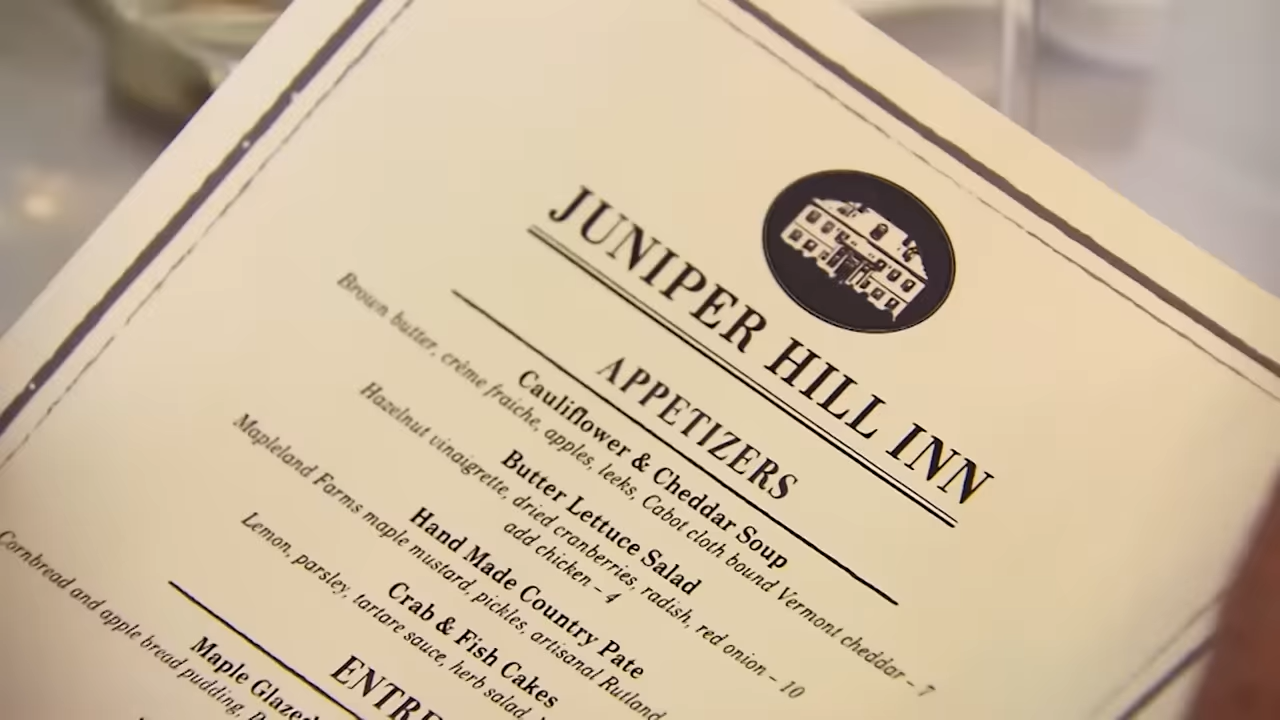 JUNIPER HILL INN
APPETIZERS
Cauliflower & Cheddar Soup
Brown butter, crème fraiche, apples, leeks, Cabot cloth bound Vermont cheddar – 7
Butter Lettuce Salad
Hazelnut vinaigrette, dried cranberries, radish, red onion – 10
add chicken – 4
Hand Made Country Pate
Mapleland Farms maple mustard, pickles, artisanal Rutland
Crab & Fish Cakes
Lemon, parsley, tartare sauce, herb salad,
ENTRE
Maple Glazed
Cornbread and apple bread pudding,